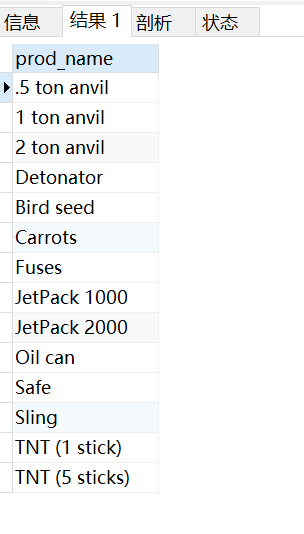 信息 结果 1 剖析 状态
prod_name
.5 ton anvil
1 ton anvil
2 ton anvil
Detonator
Bird seed
Carrots
Fuses
JetPack 1000
JetPack 2000
Oil can
Safe
Sling
TNT (1 stick)
TNT (5 sticks)